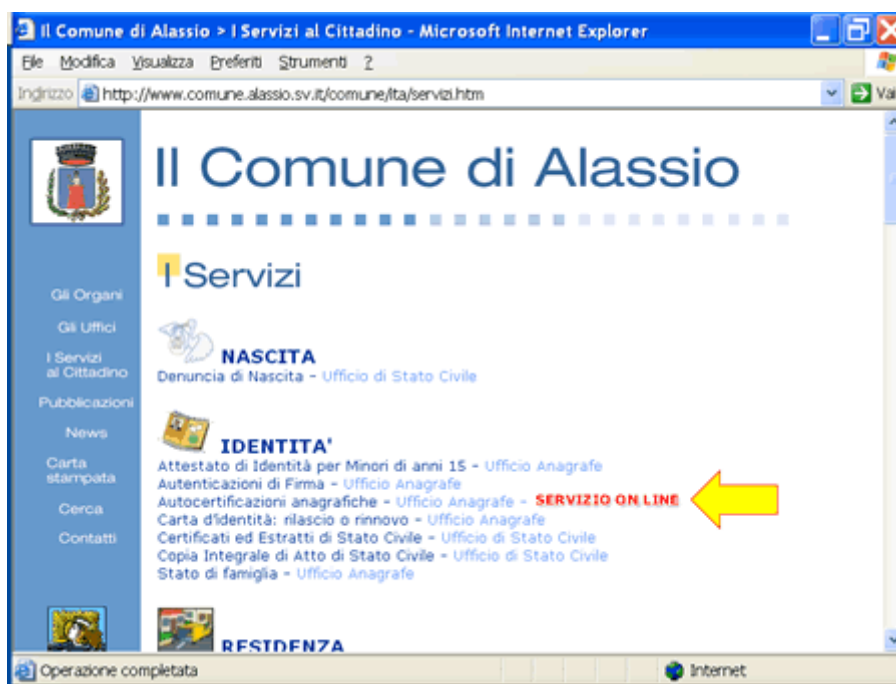 Il Comune di Alassio > I Servizi al Cittadino - Microsoft Internet Explorer
File Modifica Visualizza Preferiti Strumenti ?
Indirizzo http://www.comune.alassio.sv.it/comune/ita/servizi.htm Vai
Il Comune di Alassio
I Servizi
Gli Organi
Gli Uffici
I Servizi
al Cittadino
Pubblicazioni
News
Carta
stampata
Cerca
Contatti
NASCITA
Denuncia di Nascita - Ufficio di Stato Civile
IDENTITA'
Attestato di Identità per Minori di anni 15 - Ufficio Anagrafe
Autenticazioni di Firma - Ufficio Anagrafe
Autocertificazioni anagrafiche - Ufficio Anagrafe - SERVIZIO ON LINE
Carta d'identità: rilascio o rinnovo - Ufficio Anagrafe
Certificati ed Estratti di Stato Civile - Ufficio di Stato Civile
Copia Integrale di Atto di Stato Civile - Ufficio di Stato Civile
Stato di famiglia - Ufficio Anagrafe
RESIDENZA
Operazione completata
Internet